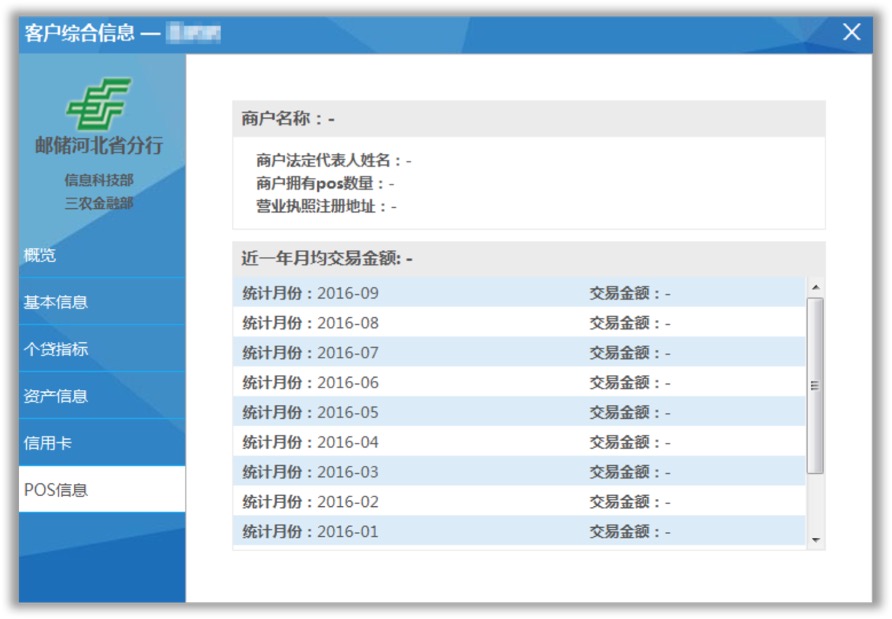 客户综合信息 —
邮储河北省分行
信息科技部
三农金融部
概览
基本信息
个贷指标
资产信息
信用卡
POS信息
商户名称：-
商户法定代表人姓名：-
商户拥有pos数量：-
营业执照注册地址：-
近一年月均交易金额: -
统计月份：2016-09 交易金额：-
统计月份：2016-08 交易金额：-
统计月份：2016-07 交易金额：-
统计月份：2016-06 交易金额：-
统计月份：2016-05 交易金额：-
统计月份：2016-04 交易金额：-
统计月份：2016-03 交易金额：-
统计月份：2016-02 交易金额：-
统计月份：2016-01 交易金额：-